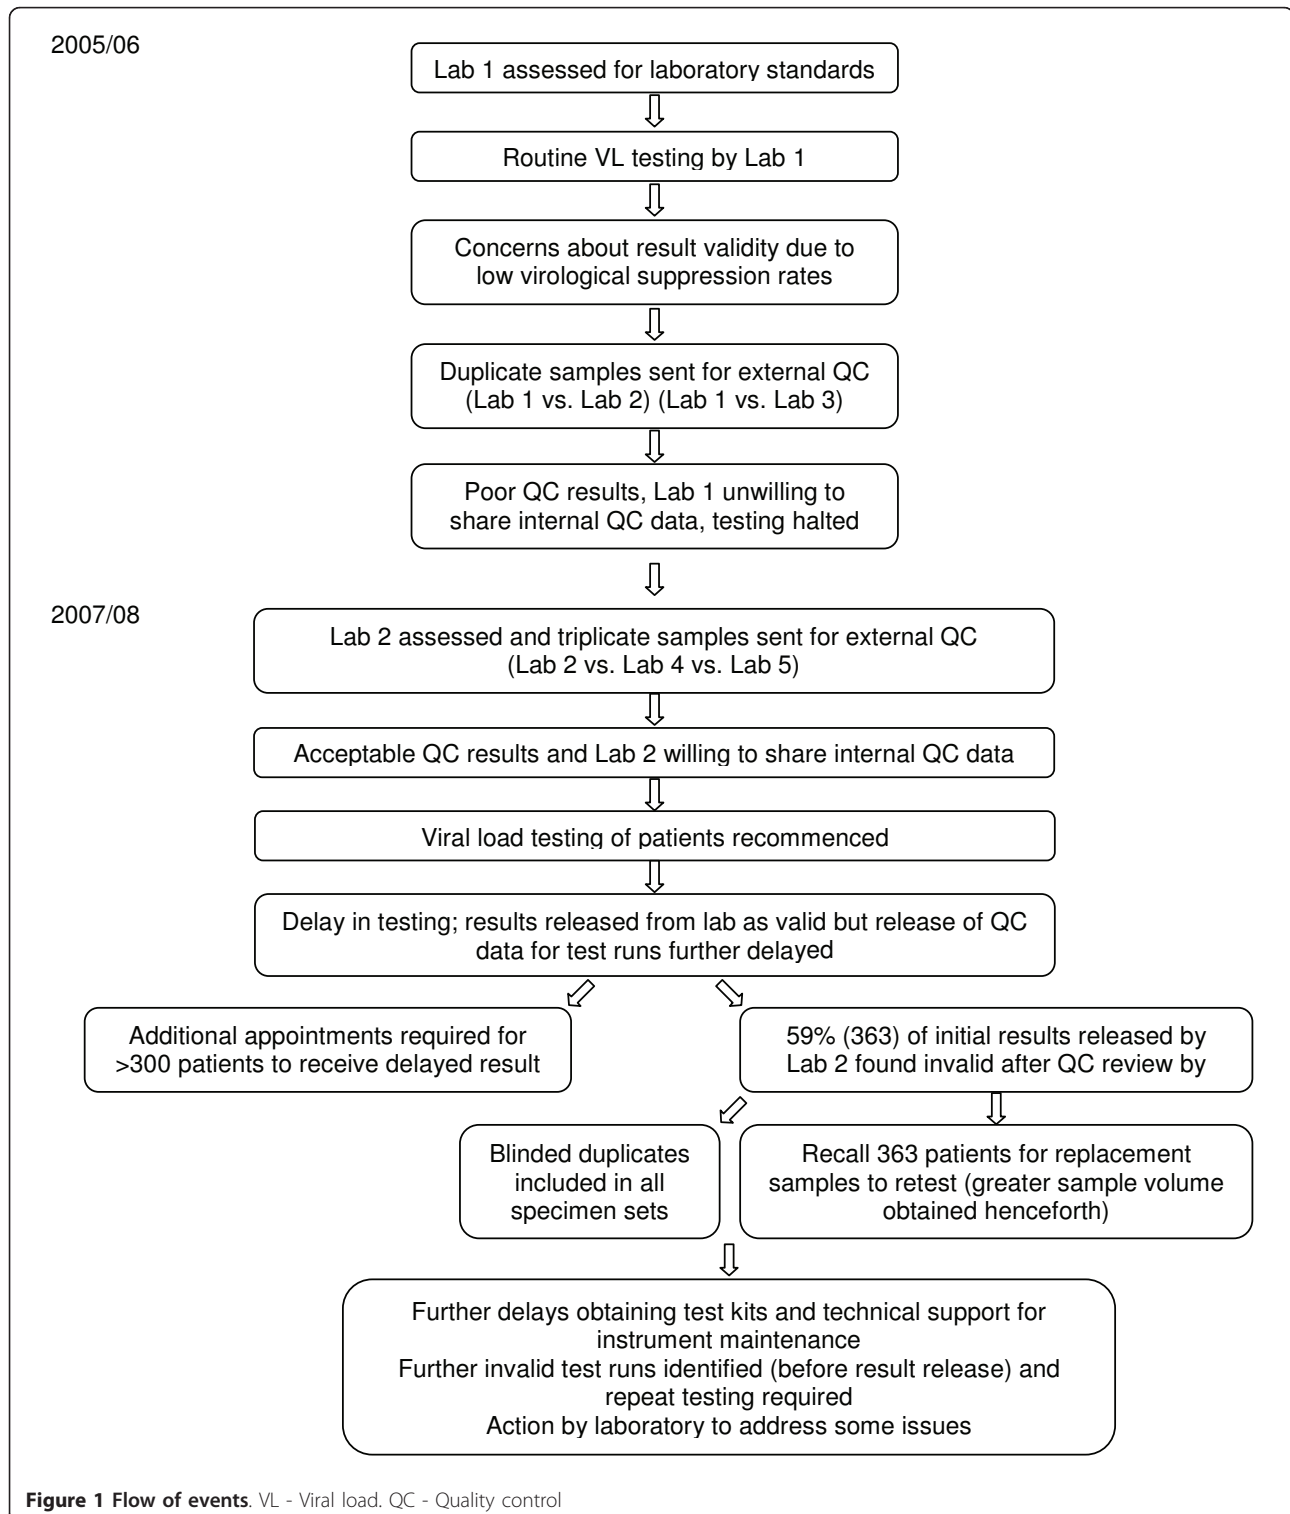 2005/06
Lab 1 assessed for laboratory standards
Routine VL testing by Lab 1
Concerns about result validity due to
low virological suppression rates
Duplicate samples sent for external QC
(Lab 1 vs. Lab 2) (Lab 1 vs. Lab 3)
Poor QC results, Lab 1 unwilling to
share internal QC data, testing halted
2007/08
Lab 2 assessed and triplicate samples sent for external QC
(Lab 2 vs. Lab 4 vs. Lab 5)
Acceptable QC results and Lab 2 willing to share internal QC data
Viral load testing of patients recommenced
Delay in testing; results released from lab as valid but release of QC
data for test runs further delayed
Additional appointments required for
>300 patients to receive delayed result
59% (363) of initial results released by
Lab 2 found invalid after QC review by
Blinded duplicates
included in all
specimen sets
Recall 363 patients for replacement
samples to retest (greater sample volume
obtained henceforth)
Further delays obtaining test kits and technical support for
instrument maintenance
Further invalid test runs identified (before result release) and
repeat testing required
Action by laboratory to address some issues
Figure 1 Flow of events. VL - Viral load. QC - Quality control